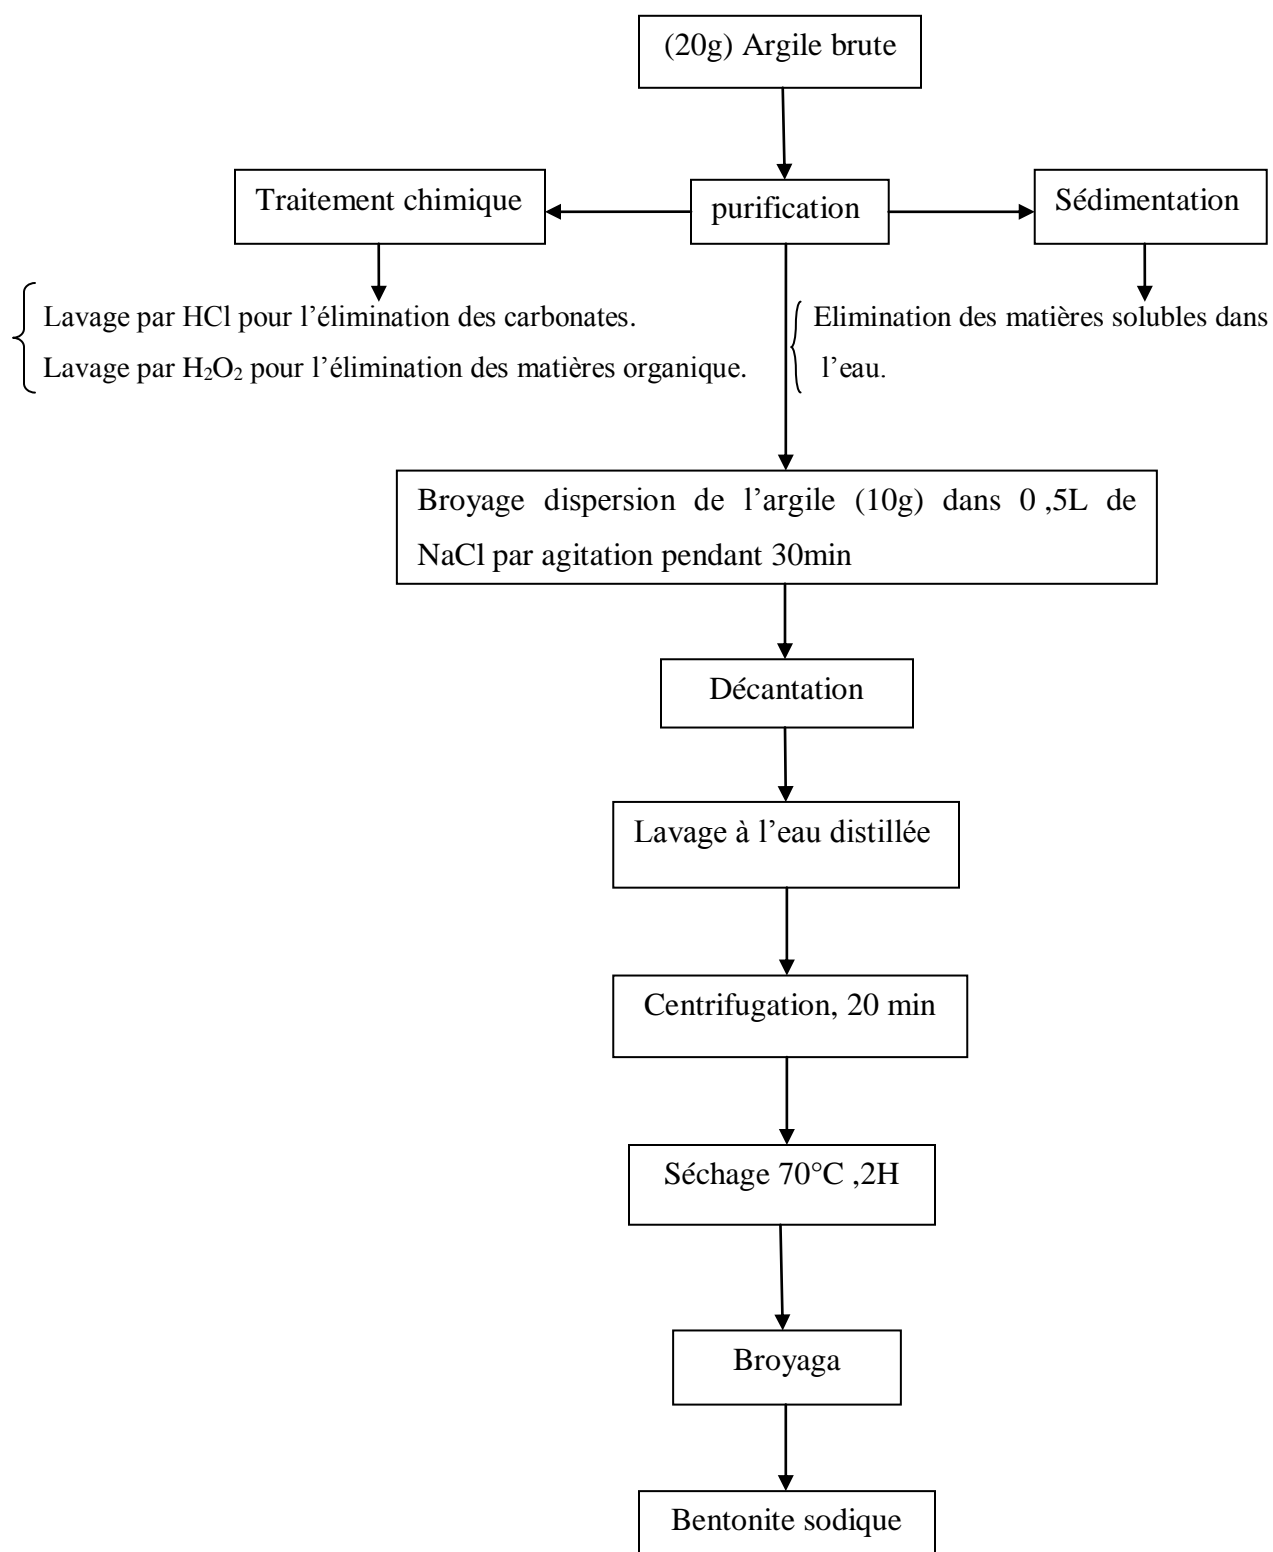 (20g) Argile brute
Traitement chimique
purification
Sédimentation
Lavage par HCl pour l’élimination des carbonates.
Lavage par H₂O₂ pour l’élimination des matières organique.
Elimination des matières solubles dans
l’eau.
Broyage dispersion de l’argile (10g) dans 0 ,5L de
NaCl par agitation pendant 30min
Décantation
Lavage à l’eau distillée
Centrifugation, 20 min
Séchage 70°C ,2H
Broyaga
Bentonite sodique